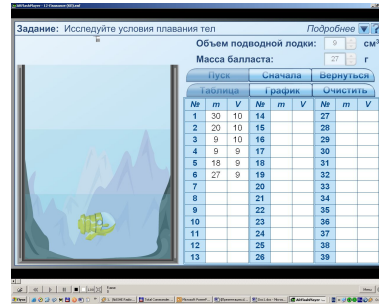 Задание: Исследуйте условия плавания тел
Подробнее
Объем подводной лодки: 9 см³
Масса балласта: 27 г
Пуск Сначала Вернуться
Таблица График Очистить
№ m V № m V № m V
1 30 10 14 27
2 20 10 15 28
3 9 10 16 29
4 9 9 17 30
5 18 9 18 31
6 27 9 19 32
7 20 33
8 21 34
9 22 35
10 23 36
11 24 37
12 25 38
13 26 39